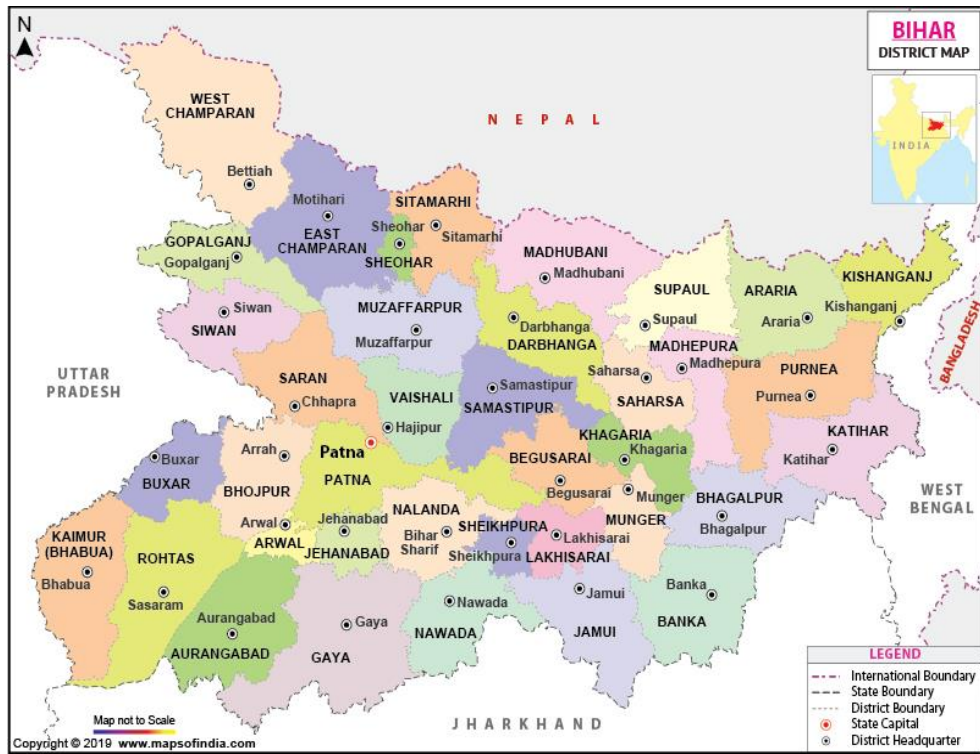 N
BIHAR
DISTRICT MAP
INDIA
N E P A L
WEST
CHAMPARAN
Bettiah
Motihari
EAST
CHAMPARAN
SITAMARHI
Sitamarhi
Sheohar
SHEOHAR
GOPALGANJ
Gopalganj
Siwan
SIWAN
MUZAFFARPUR
Muzaffarpur
MADHUBANI
Madhubani
Darbhanga
DARBHANGA
SUPAUL
Supaul
ARARIA
Araria
KISHANGANJ
Kishanganj
BANGLADESH
UTTAR
PRADESH
SARAN
Chhapra
VAISHALI
Hajipur
Samastipur
SAMASTIPUR
MADHEPURA
Madhepura
Saharsa
SAHARSA
PURNEA
Purnea
KATIHAR
Katihar
WEST
BENGAL
KHAGARIA
Khagaria
BEGUSARAI
Begusarai
Patna
PATNA
Arrah
BHOJPUR
Buxar
BUXAR
KAIMUR
(BHABUA)
Bhabua
ROHTAS
Sasaram
Arwal
ARWAL
Jehanabad
JEHANABAD
NALANDA
Bihar
Sharif
SHEIKHPURA
Sheikhpura
Lakhisarai
LAKHISARAI
Munger
MUNGER
BHAGALPUR
Bhagalpur
Aurangabad
AURANGABAD
Gaya
GAYA
Nawada
NAWADA
Jamui
JAMUI
Banka
BANKA
JHARKHAND
LEGEND
International Boundary
State Boundary
District Boundary
State Capital
District Headquarter
Map not to Scale
Copyright © 2019 www.mapsofindia.com